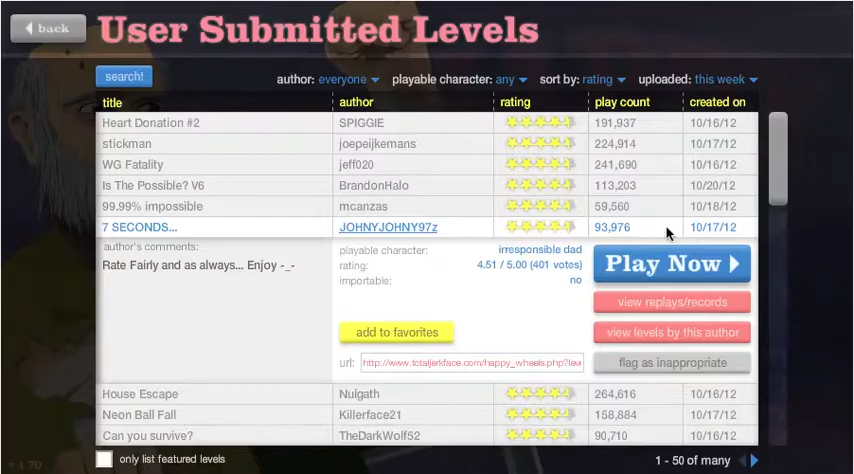 back
User Submitted Levels
search!
author: everyone playable character: any sort by: rating uploaded: this week
title author rating play count created on
Heart Donation #2 SPIGGIE 191,937 10/16/12
stickman joepeijkemans 224,914 10/17/12
WG Fatality jeff020 241,690 10/16/12
Is The Possible? V6 BrandonHalo 113,203 10/20/12
99.99% impossible mcanzas 59,560 10/18/12
7 SECONDS... JOHNYJOHNY97z 93,976 10/17/12
author's comments:
Rate Fairly and as always... Enjoy -_-
playable character: irresponsible dad
rating: 4.51 / 5.00 (401 votes)
importable: no
add to favorites
url: http://www.totaljerkface.com/happy_wheels.php?leve
Play Now
view replays/records
view levels by this author
flag as inappropriate
House Escape Nulgath 264,616 10/16/12
Neon Ball Fall Killerface21 158,884 10/17/12
Can you survive? TheDarkWolf52 90,710 10/16/12
only list featured levels
1 - 50 of many